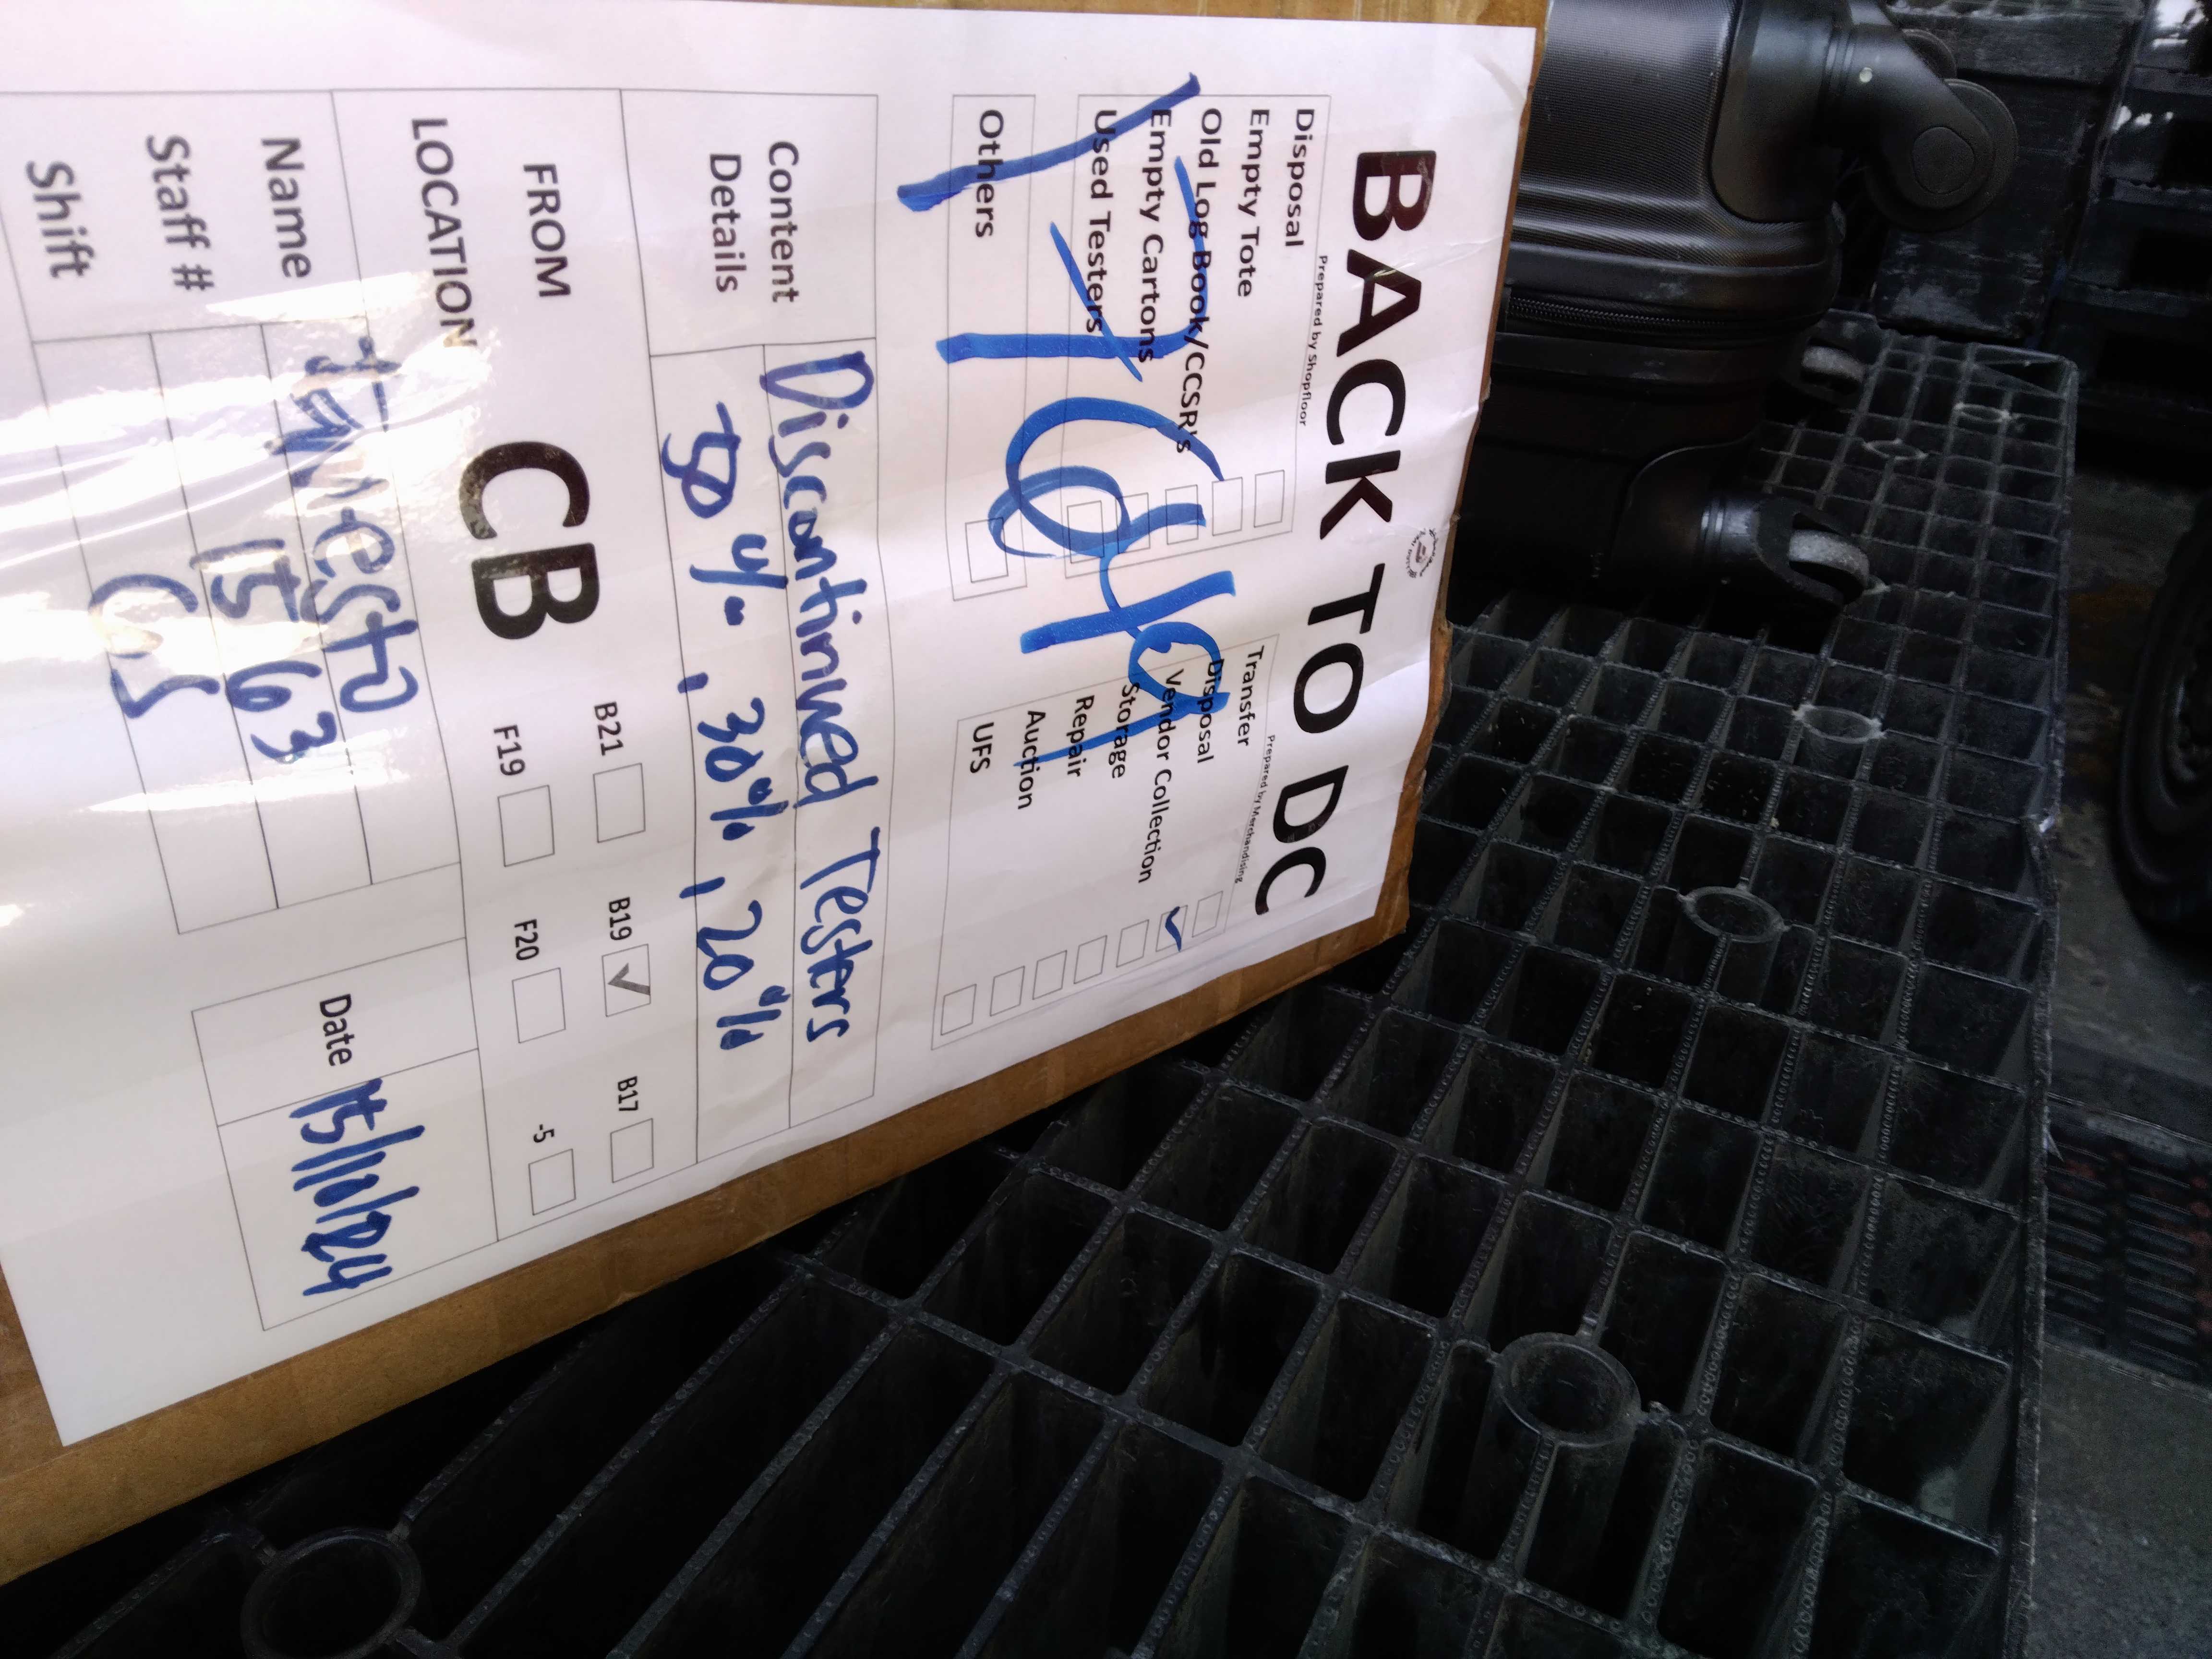 BACK TO DC
Prepared by Shopfloor
Disposal
Empty Tote
Old Log Book/CCSR's
Empty Cartons
Used Testers
Others
Prepared by Merchandising
Transfer
Disposal
Vendor Collection
Storage
Repair
Auction
UFS
Content Discontinued Testers
Details 50%, 30%, 20%
FROM
LOCATION
CB
B21 B19 B17
F19 F20 -5
Name
Staff # 1563
Shift
Date 15/10/24